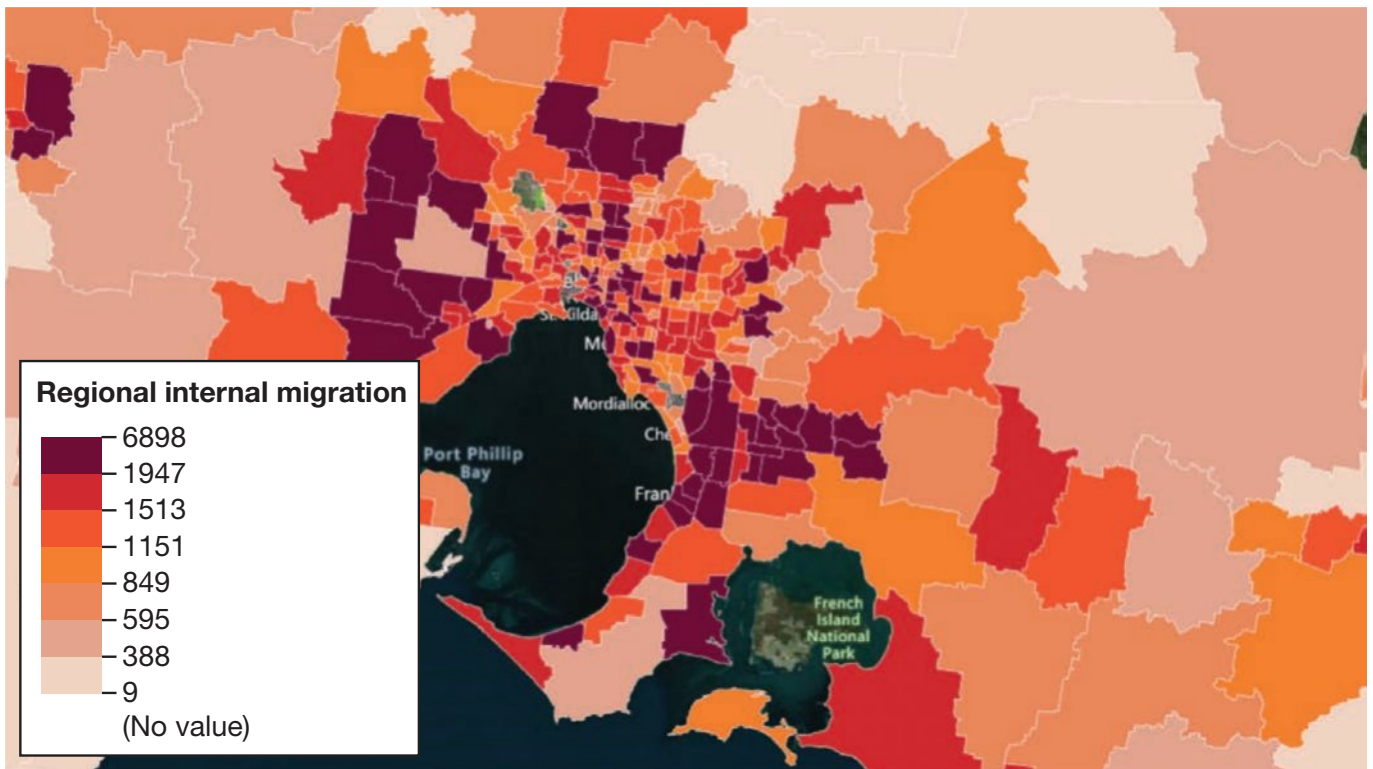 St. Kilda
Mordialloc
Port Phillip
Bay
French
Island
National
Park
Regional internal migration
6898
1947
1513
1151
849
595
388
9
(No value)